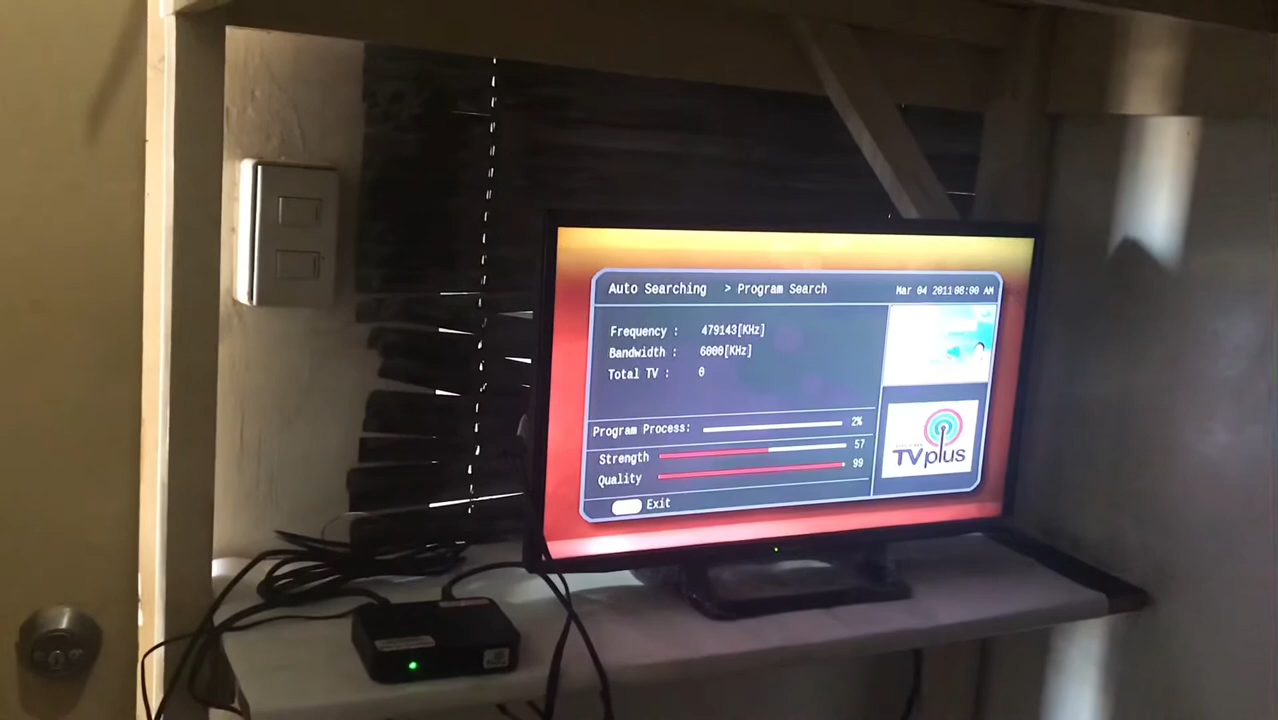 Auto Searching > Program Search
Mar 04 2011 08:00 AM
Frequency : 479143[KHz]
Bandwidth : 6000[KHz]
Total TV : 0
Program Process: 2%
Strength 57
Quality 99
Exit
TVplus